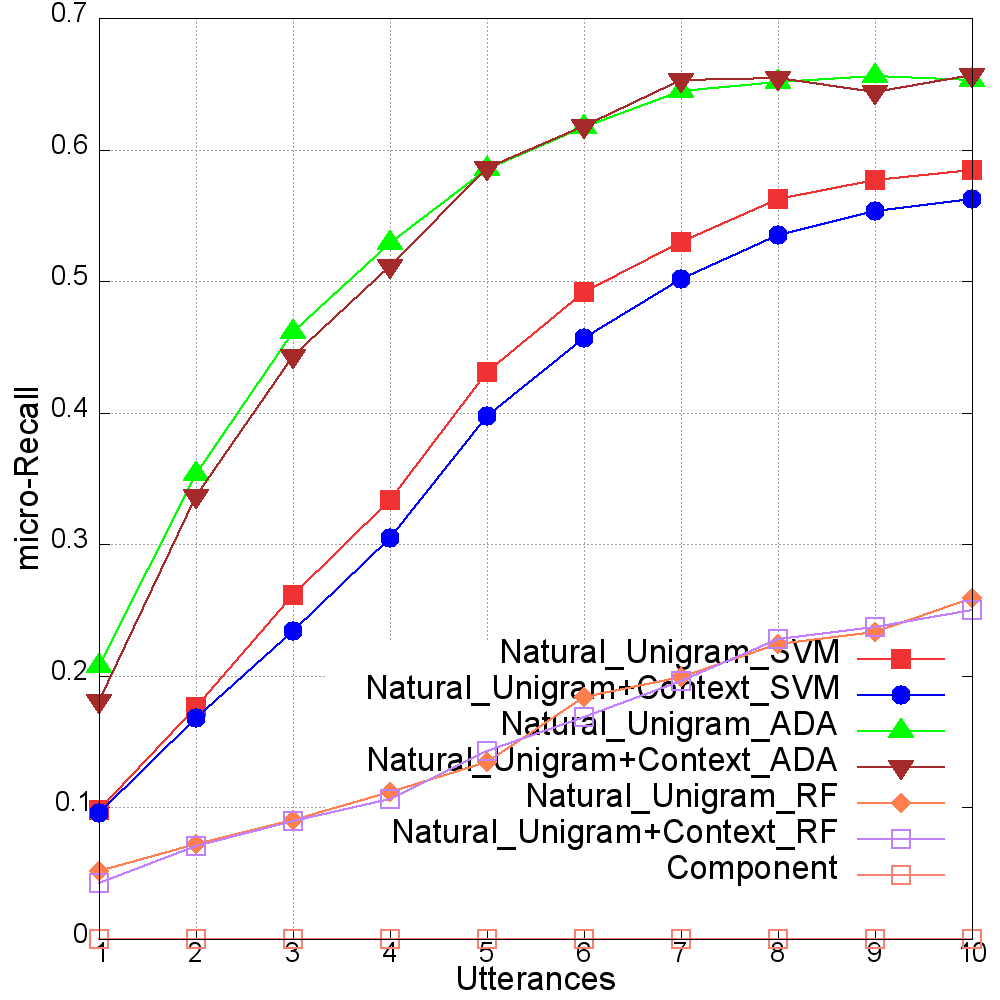 0.7
0.6
0.5
0.4
0.3
0.2
0.1
0
micro-Recall
Natural_Unigram_SVM
Natural_Unigram+Context_SVM
Natural_Unigram_ADA
Natural_Unigram+Context_ADA
Natural_Unigram_RF
Natural_Unigram+Context_RF
Component
1 2 3 4 5 6 7 8 9 10
Utterances